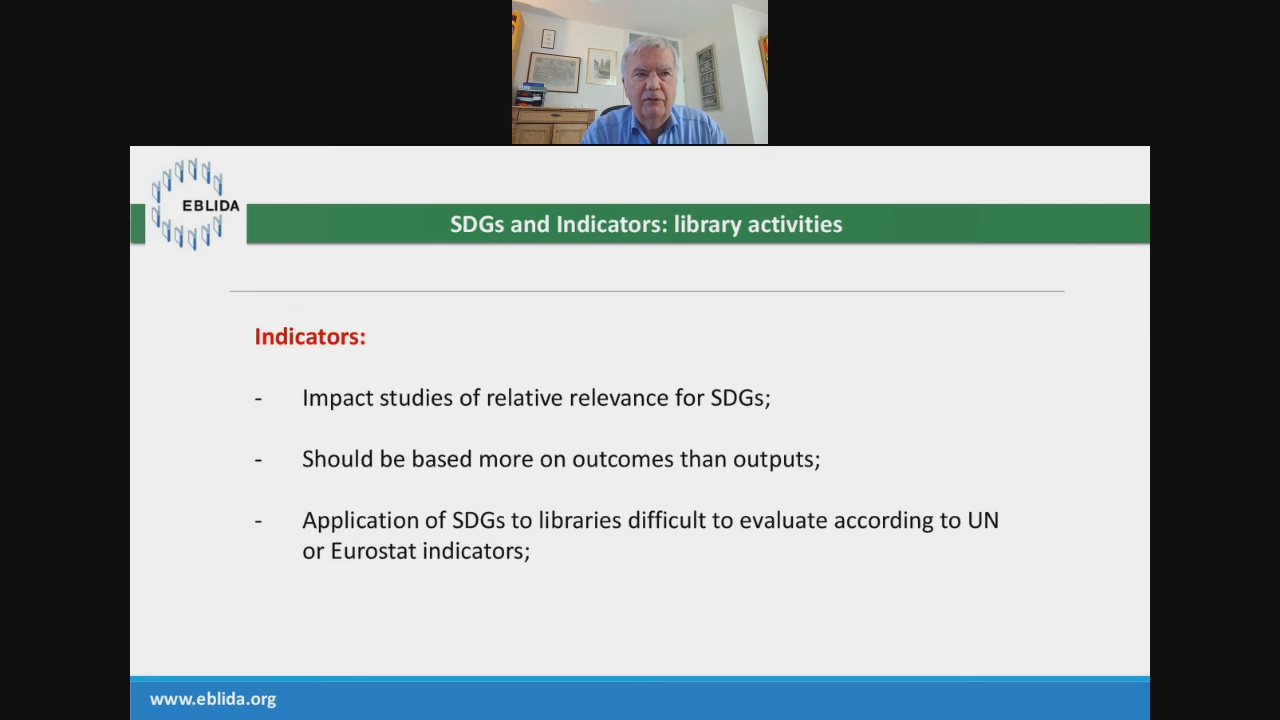 EBLIDA
SDGs and Indicators: library activities
Indicators:
- Impact studies of relative relevance for SDGs;
- Should be based more on outcomes than outputs;
- Application of SDGs to libraries difficult to evaluate according to UN
or Eurostat indicators;
www.eblida.org